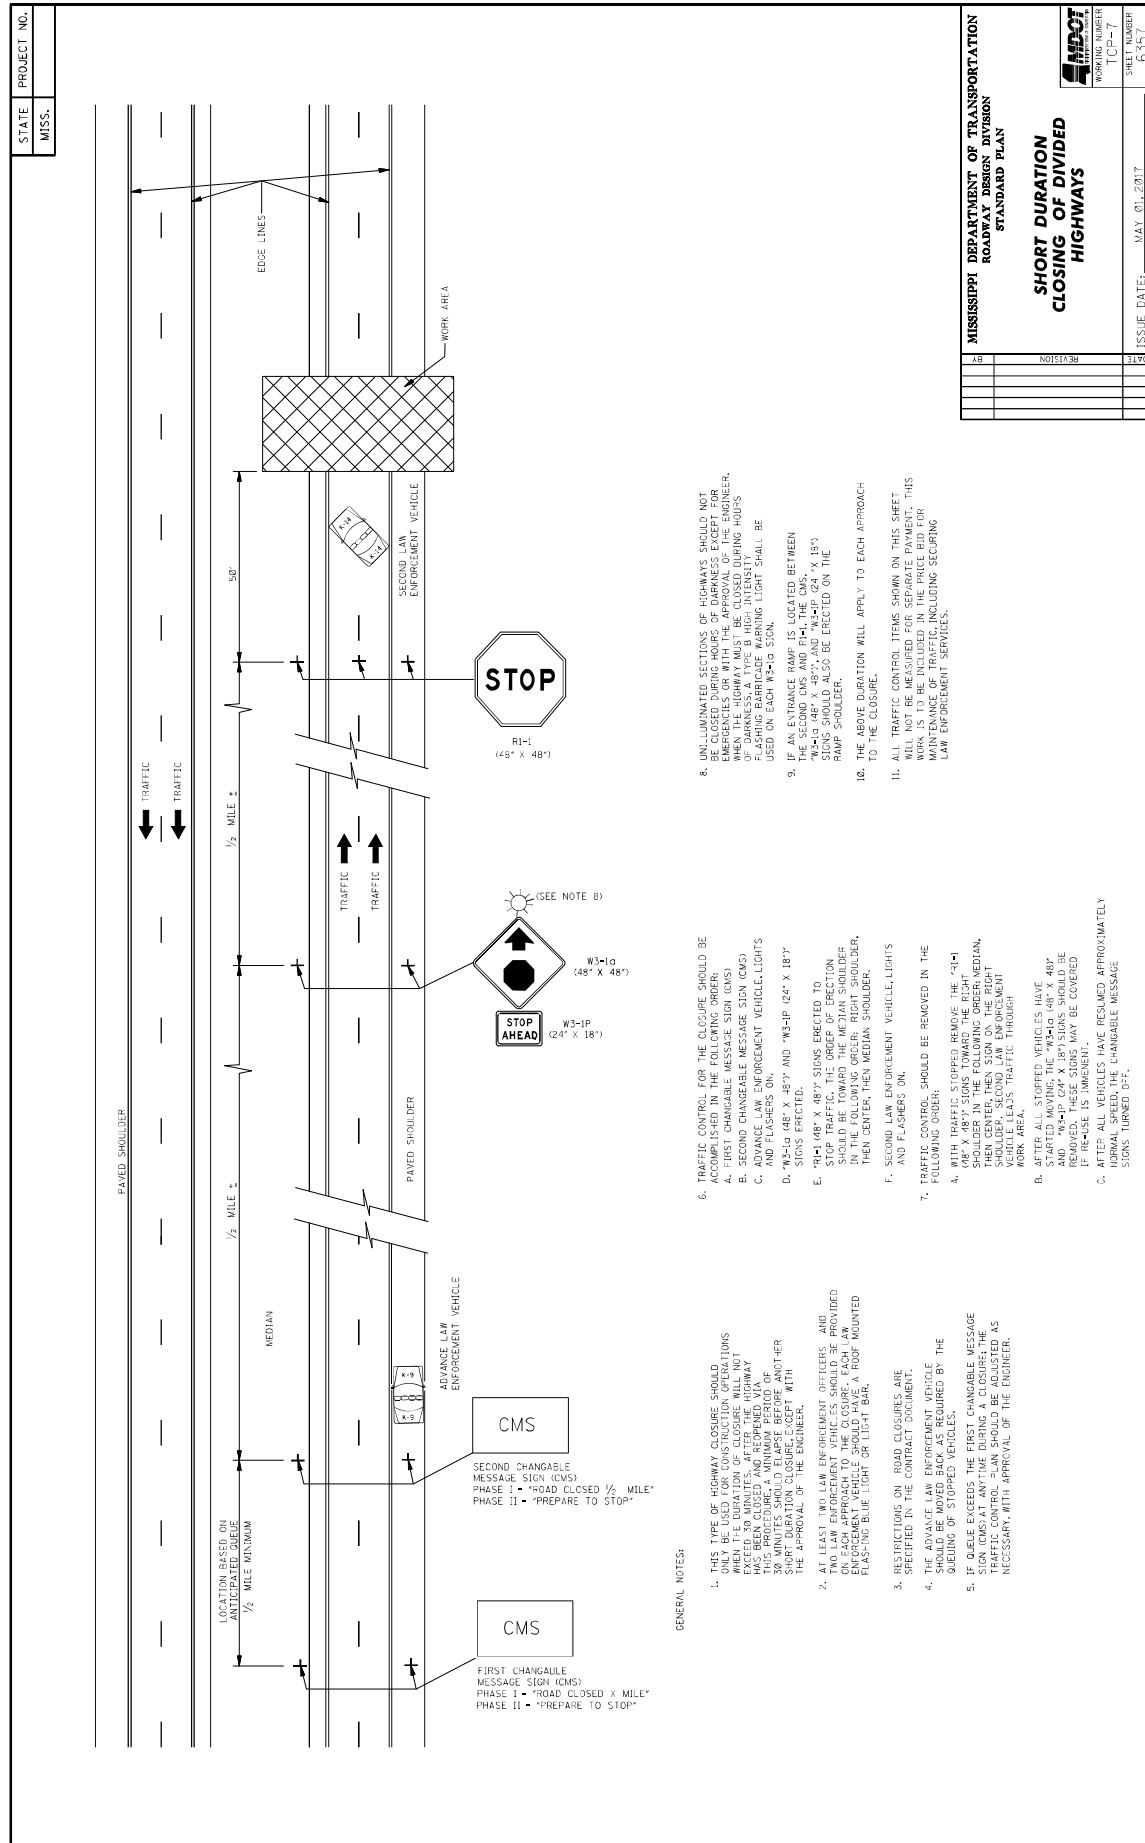 STATE PROJECT NO.
MISS.
PAVED SHOULDER
TRAFFIC
TRAFFIC
EDGE LINES
LOCATION BASED ON
ANTICIPATED QUEUE
1/2 MILE MINIMUM
1/2 MILE ±
1/2 MILE ±
50'
MEDIAN
TRAFFIC
TRAFFIC
PAVED SHOULDER
WORK AREA
K-9
K-9
ADVANCE LAW
ENFORCEMENT VEHICLE
K-14
K-14
SECOND LAW
ENFORCEMENT VEHICLE
CMS
FIRST CHANGABLE
MESSAGE SIGN (CMS)
PHASE I - "ROAD CLOSED X MILE"
PHASE II - "PREPARE TO STOP"
CMS
SECOND CHANGABLE
MESSAGE SIGN (CMS)
PHASE I - "ROAD CLOSED 1/2 MILE"
PHASE II - "PREPARE TO STOP"
(SEE NOTE 8)
W3-1a
(48" X 48")
STOP
AHEAD
W3-1P
(24" X 18")
STOP
R1-1
(48" X 48")
GENERAL NOTES:
1. THIS TYPE OF HIGHWAY CLOSURE SHOULD
ONLY BE USED FOR CONSTRUCTION OPERATIONS
WHEN THE DURATION OF CLOSURE WILL NOT
EXCEED 30 MINUTES. AFTER THE HIGHWAY
HAS BEEN CLOSED AND REOPENED VIA
THIS PROCEDURE, A MINIMUM PERIOD OF
30 MINUTES SHOULD ELAPSE BEFORE ANOTHER
SHORT DURATION CLOSURE, EXCEPT WITH
THE APPROVAL OF THE ENGINEER.
2. AT LEAST TWO LAW ENFORCEMENT OFFICERS AND
TWO LAW ENFORCEMENT VEHICLES SHOULD BE PROVIDED
ON EACH APPROACH TO THE CLOSURE. EACH LAW
ENFORCEMENT VEHICLE SHOULD HAVE A ROOF MOUNTED
FLASHING BLUE LIGHT OR LIGHT BAR.
3. RESTRICTIONS ON ROAD CLOSURES ARE
SPECIFIED IN THE CONTRACT DOCUMENT.
4. THE ADVANCE LAW ENFORCEMENT VEHICLE
SHOULD BE MOVED BACK AS REQUIRED BY THE
QUEUING OF STOPPED VEHICLES.
5. IF QUEUE EXCEEDS THE FIRST CHANGABLE MESSAGE
SIGN (CMS) AT ANYTIME DURING A CLOSURE; THE
TRAFFIC CONTROL PLAN SHOULD BE ADJUSTED AS
NECESSARY, WITH APPROVAL OF THE ENGINEER.
6. TRAFFIC CONTROL FOR THE CLOSURE SHOULD BE
ACCOMPLISHED IN THE FOLLOWING ORDER:
A. FIRST CHANGABLE MESSAGE SIGN (CMS)
B. SECOND CHANGEABLE MESSAGE SIGN (CMS)
C. ADVANCE LAW ENFORCEMENT VEHICLE, LIGHTS
AND FLASHERS ON.
D. "W3-1a (48" X 48")" AND "W3-1P (24" X 18")"
SIGNS ERECTED.
E. "R1-1 (48" X 48")" SIGNS ERECTED TO
STOP TRAFFIC. THE ORDER OF ERECTION
SHOULD BE TOWARD THE MEDIAN SHOULDER
IN THE FOLLOWING ORDER: RIGHT SHOULDER,
THEN CENTER, THEN MEDIAN SHOULDER.
F. SECOND LAW ENFORCEMENT VEHICLE, LIGHTS
AND FLASHERS ON.
7. TRAFFIC CONTROL SHOULD BE REMOVED IN THE
FOLLOWING ORDER:
A. WITH TRAFFIC STOPPED REMOVE THE "R1-1
(48" X 48")" SIGNS TOWARD THE RIGHT
SHOULDER IN THE FOLLOWING ORDER: MEDIAN,
THEN CENTER, THEN SIGN ON THE RIGHT
SHOULDER. SECOND LAW ENFORCEMENT
VEHICLE LEADS TRAFFIC THROUGH
WORK AREA.
B. AFTER ALL STOPPED VEHICLES HAVE
STARTED MOVING, THE "W3-1a (48" X 48)"
AND "W3-1P (24" X 18") SIGNS SHOULD BE
REMOVED. THESE SIGNS MAY BE COVERED
IF RE-USE IS IMMENENT.
C. AFTER ALL VEHICLES HAVE RESUMED APPROXIMATELY
NORMAL SPEED, THE CHANGABLE MESSAGE
SIGNS TURNED OFF.
8. UNILLUMINATED SECTIONS OF HIGHWAYS SHOULD NOT
BE CLOSED DURING HOURS OF DARKNESS EXCEPT FOR
EMERGENCIES OR WITH THE APPROVAL OF THE ENGINEER.
WHEN THE HIGHWAY MUST BE CLOSED DURING HOURS
OF DARKNESS, A TYPE B HIGH INTENSITY
FLASHING BARRICADE WARNING LIGHT SHALL BE
USED ON EACH W3-1a SIGN.
9. IF AN ENTRANCE RAMP IS LOCATED BETWEEN
THE SECOND CMS AND R1-1, THE CMS,
"W3-1a (48" X 48")", AND "W3-1P (24 "X 18")
SIGNS SHOULD ALSO BE ERECTED ON THE
RAMP SHOULDER.
10. THE ABOVE DURATION WILL APPLY TO EACH APPROACH
TO THE CLOSURE.
11. ALL TRAFFIC CONTROL ITEMS SHOWN ON THIS SHEET
WILL NOT BE MEASURED FOR SEPARATE PAYMENT. THIS
WORK IS TO BE INCLUDED IN THE PRICE BID FOR
MAINTENANCE OF TRAFFIC, INCLUDING SECURING
LAW ENFORCEMENT SERVICES.
BY
REVISION
DATE
MISSISSIPPI DEPARTMENT OF TRANSPORTATION
ROADWAY DESIGN DIVISION
STANDARD PLAN
SHORT DURATION
CLOSING OF DIVIDED
HIGHWAYS
ISSUE DATE: MAY 01, 2017
MDOT
WORKING NUMBER
TCP-7
SHEET NUMBER
6357